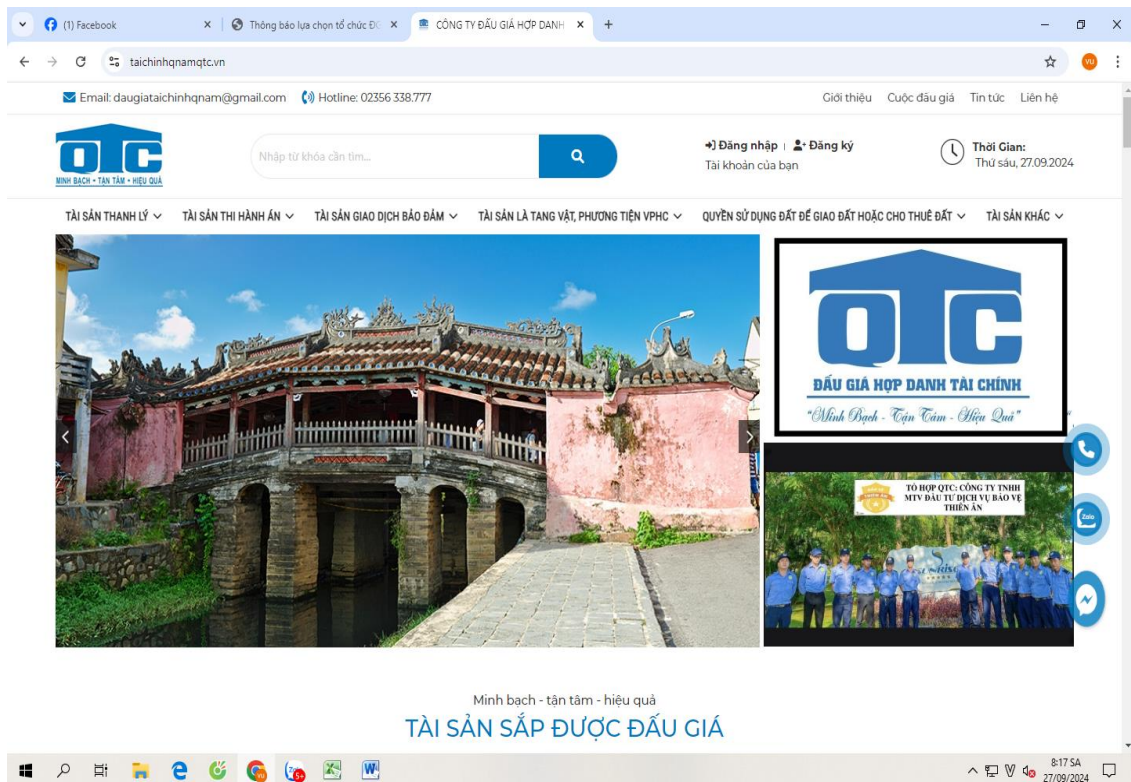 (1) Facebook
Thông báo lựa chọn tổ chức ĐG
CÔNG TY ĐẤU GIÁ HỢP DANH
taichinhqnamqtc.vn
VU
Email: daugiataichinhqnam@gmail.com Hotline: 02356 338.777
Giới thiệu Cuộc đấu giá Tin tức Liên hệ
QTC
MINH BẠCH • TẬN TÂM • HIỆU QUẢ
Nhập từ khóa cần tìm...
Đăng nhập | Đăng ký
Tài khoản của bạn
Thời Gian:
Thứ sáu, 27.09.2024
TÀI SẢN THANH LÝ TÀI SẢN THI HÀNH ÁN TÀI SẢN GIAO DỊCH BẢO ĐẢM TÀI SẢN LÀ TANG VẬT, PHƯƠNG TIỆN VPHC QUYỀN SỬ DỤNG ĐẤT ĐỂ GIAO ĐẤT HOẶC CHO THUÊ ĐẤT TÀI SẢN KHÁC
QTC
ĐẤU GIÁ HỢP DANH TÀI CHÍNH
"Minh Bạch - Tận Tâm - Hiệu Quả"
TỔ HỢP QTC: CÔNG TY TNHH
MTV ĐẦU TƯ DỊCH VỤ BẢO VỆ
THIÊN ÂN
Zalo
Minh bạch - tận tâm - hiệu quả
TÀI SẢN SẮP ĐƯỢC ĐẤU GIÁ
5+
8:17 SA
27/09/2024